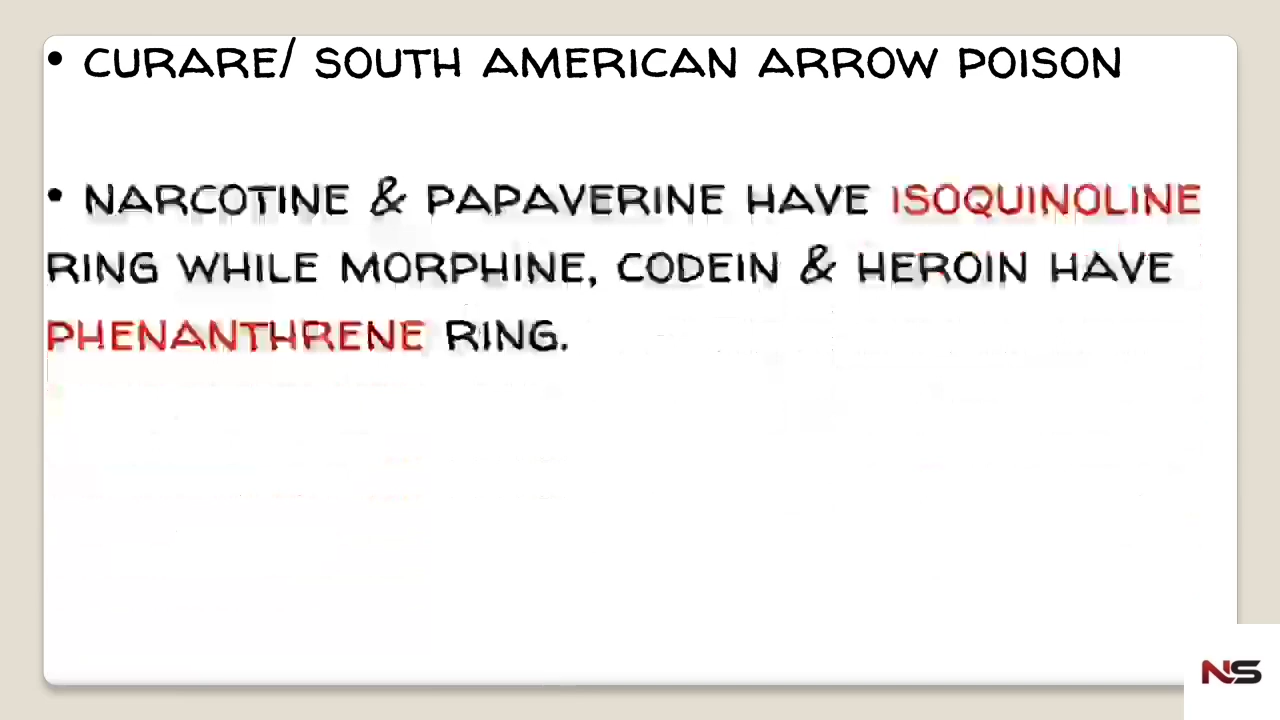 • CURARE/ SOUTH AMERICAN ARROW POISON
• NARCOTINE & PAPAVERINE HAVE ISOQUINOLINE
RING WHILE MORPHINE, CODEIN & HEROIN HAVE
PHENANTHRENE RING.
NS